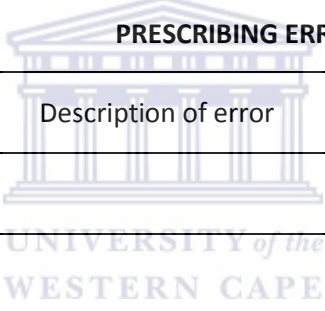 PRESCRIBING ERR
Description of error
UNIVERSITY of the
WESTERN CAPE